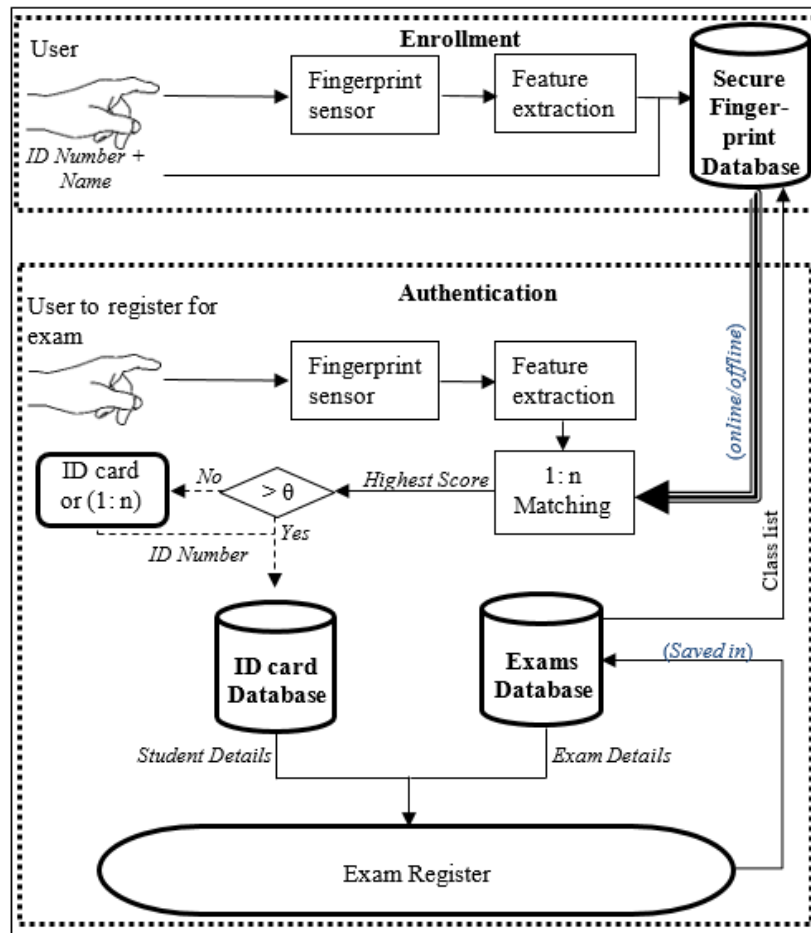 Enrollment
User
Fingerprint
sensor
Feature
extraction
Secure
Finger-
print
Database
ID Number +
Name
Authentication
User to register for
exam
Fingerprint
sensor
Feature
extraction
(online/offline)
ID card
or (1: n)
No
> θ
Highest Score
1: n
Matching
Yes
ID Number
Class list
ID card
Database
Exams
Database
(Saved in)
Student Details
Exam Details
Exam Register